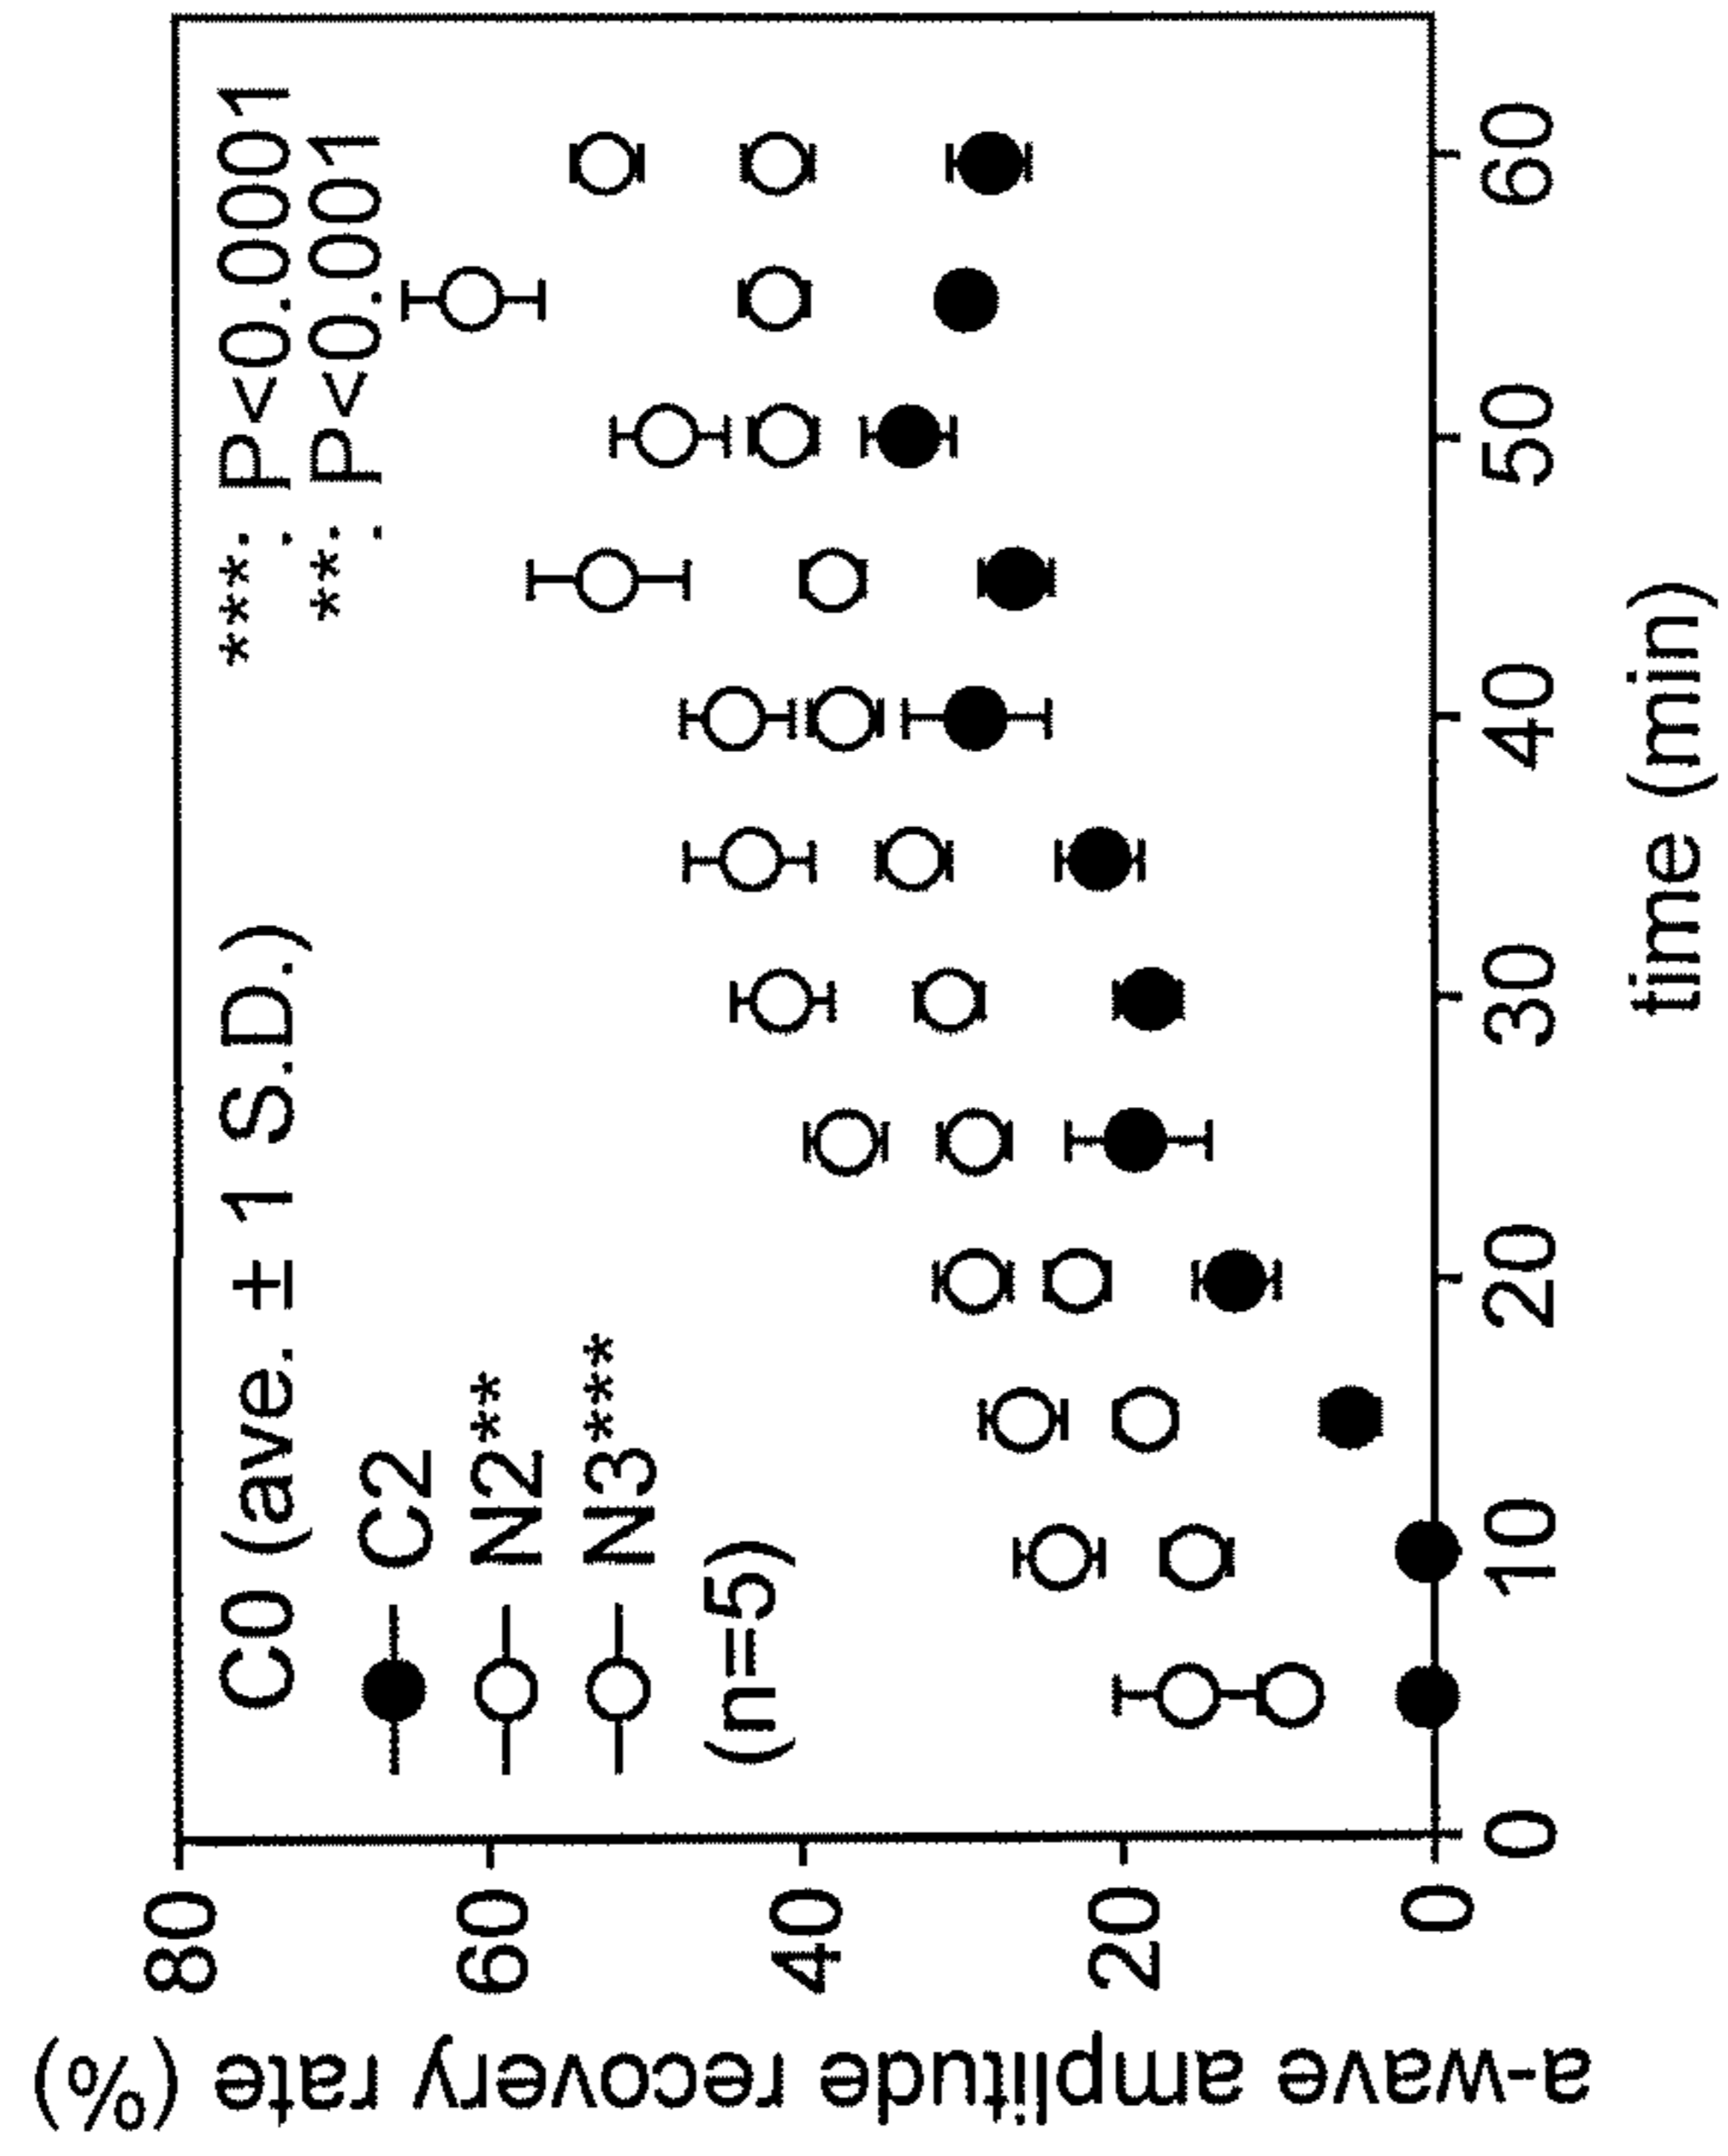 C0 (ave. ± 1 S.D.)
***: P<0.0001
**: P<0.001
C2
N2**
N3***
(n=5)
a-wave amplitude recovery rate (%)
80
60
40
20
0
0 10 20 30 40 50 60
time (min)